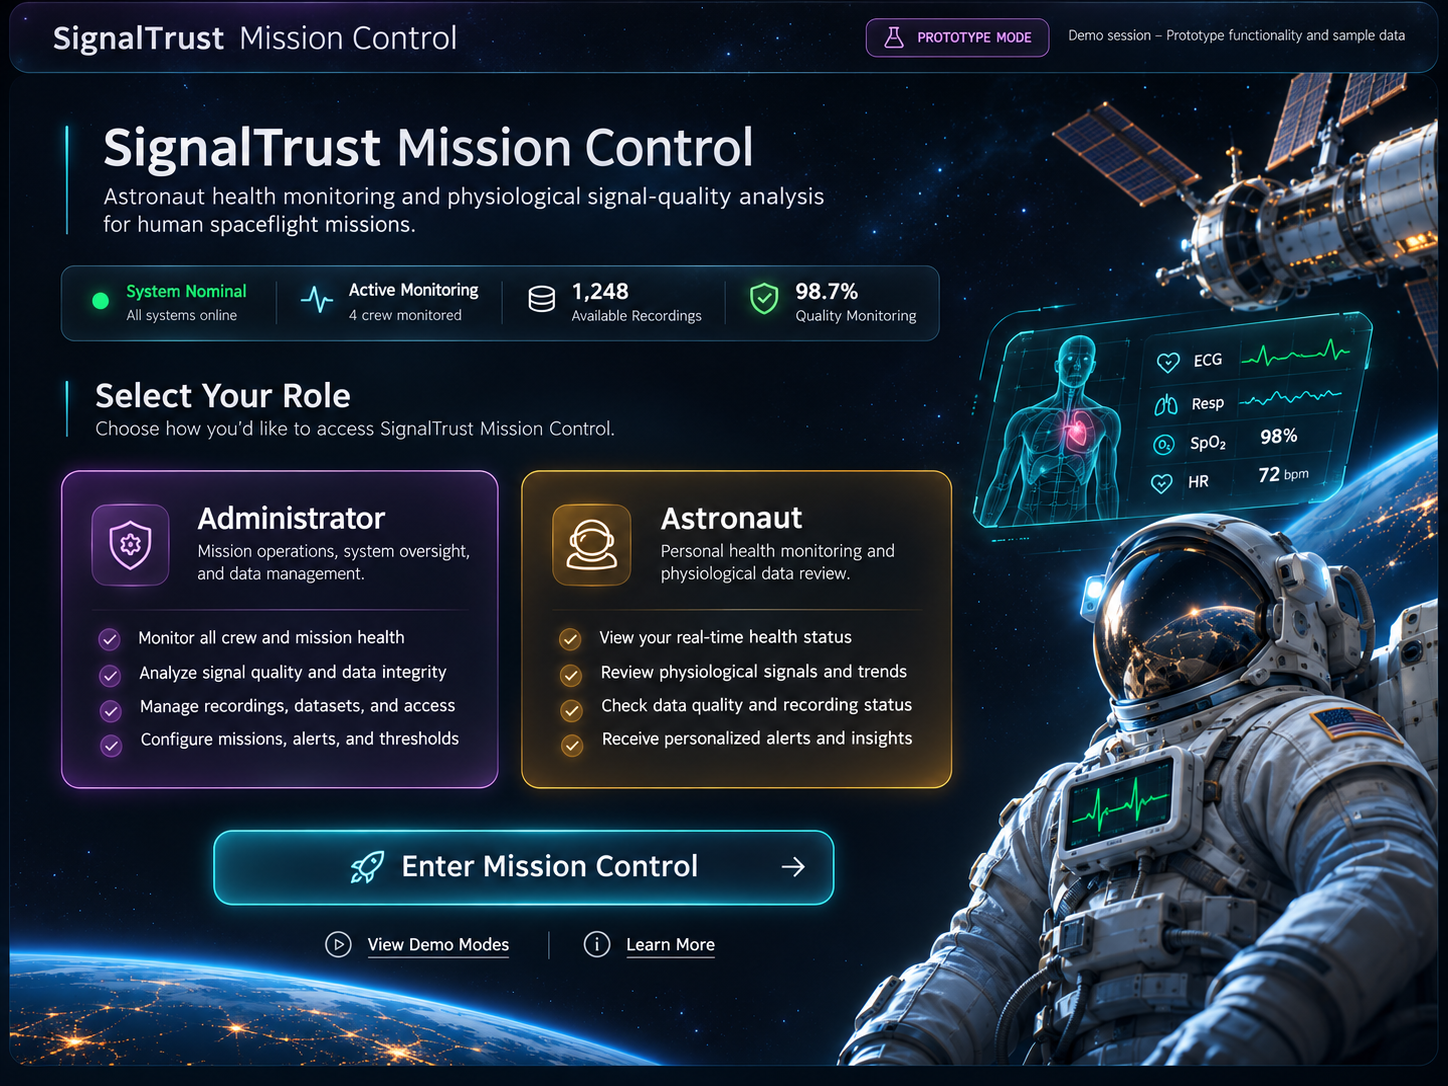 SignalTrust Mission Control
PROTOTYPE MODE
Demo session – Prototype functionality and sample data
SignalTrust Mission Control
Astronaut health monitoring and physiological signal-quality analysis
for human spaceflight missions.
System Nominal
All systems online
Active Monitoring
4 crew monitored
1,248
Available Recordings
98.7%
Quality Monitoring
ECG
Resp
O₂
SpO₂ 98%
HR 72 bpm
Select Your Role
Choose how you'd like to access SignalTrust Mission Control.
Administrator
Mission operations, system oversight,
and data management.
Monitor all crew and mission health
Analyze signal quality and data integrity
Manage recordings, datasets, and access
Configure missions, alerts, and thresholds
Astronaut
Personal health monitoring and
physiological data review.
View your real-time health status
Review physiological signals and trends
Check data quality and recording status
Receive personalized alerts and insights
Enter Mission Control
View Demo Modes
Learn More